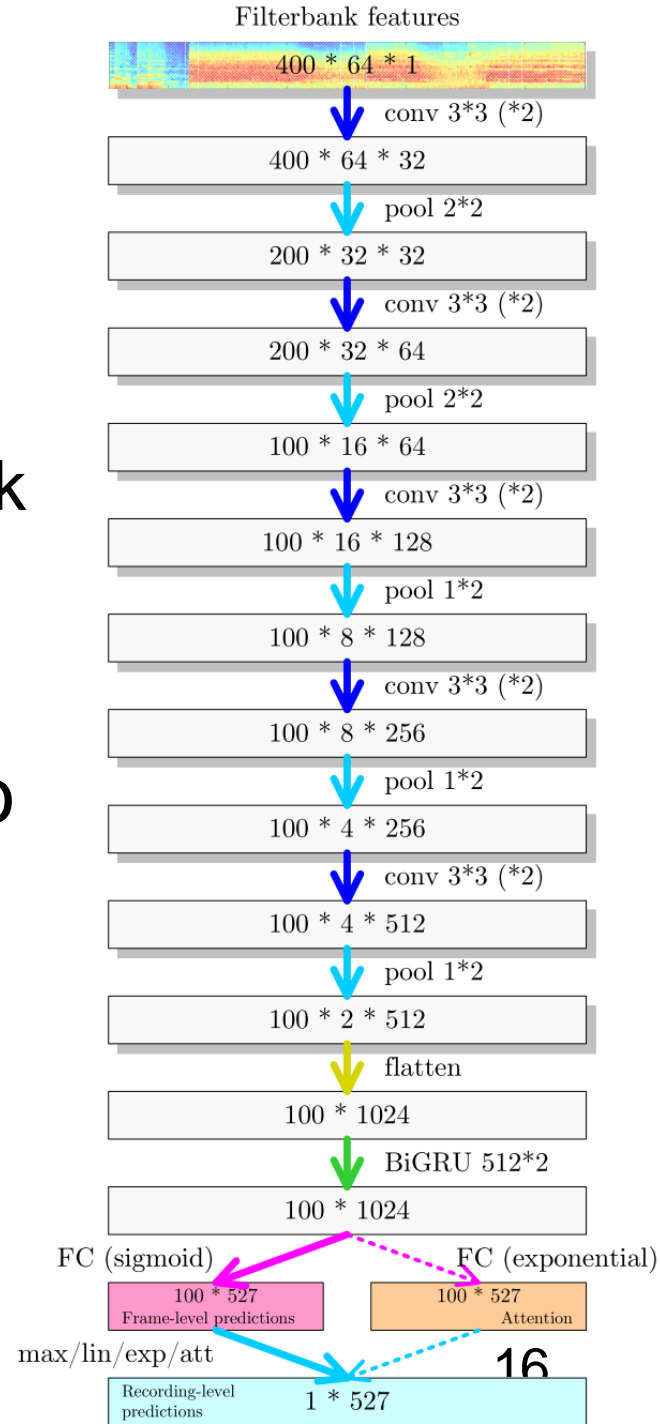 Filterbank features
400 * 64 * 1
conv 3*3 (*2)
400 * 64 * 32
pool 2*2
200 * 32 * 32
conv 3*3 (*2)
200 * 32 * 64
pool 2*2
100 * 16 * 64
k
conv 3*3 (*2)
100 * 16 * 128
pool 1*2
100 * 8 * 128
conv 3*3 (*2)
100 * 8 * 256
pool 1*2
100 * 4 * 256
conv 3*3 (*2)
100 * 4 * 512
pool 1*2
100 * 2 * 512
flatten
100 * 1024
BiGRU 512*2
100 * 1024
FC (sigmoid) FC (exponential)
100 * 527 100 * 527
Frame-level predictions Attention
max/lin/exp/att
16
Recording-level
predictions
1 * 527